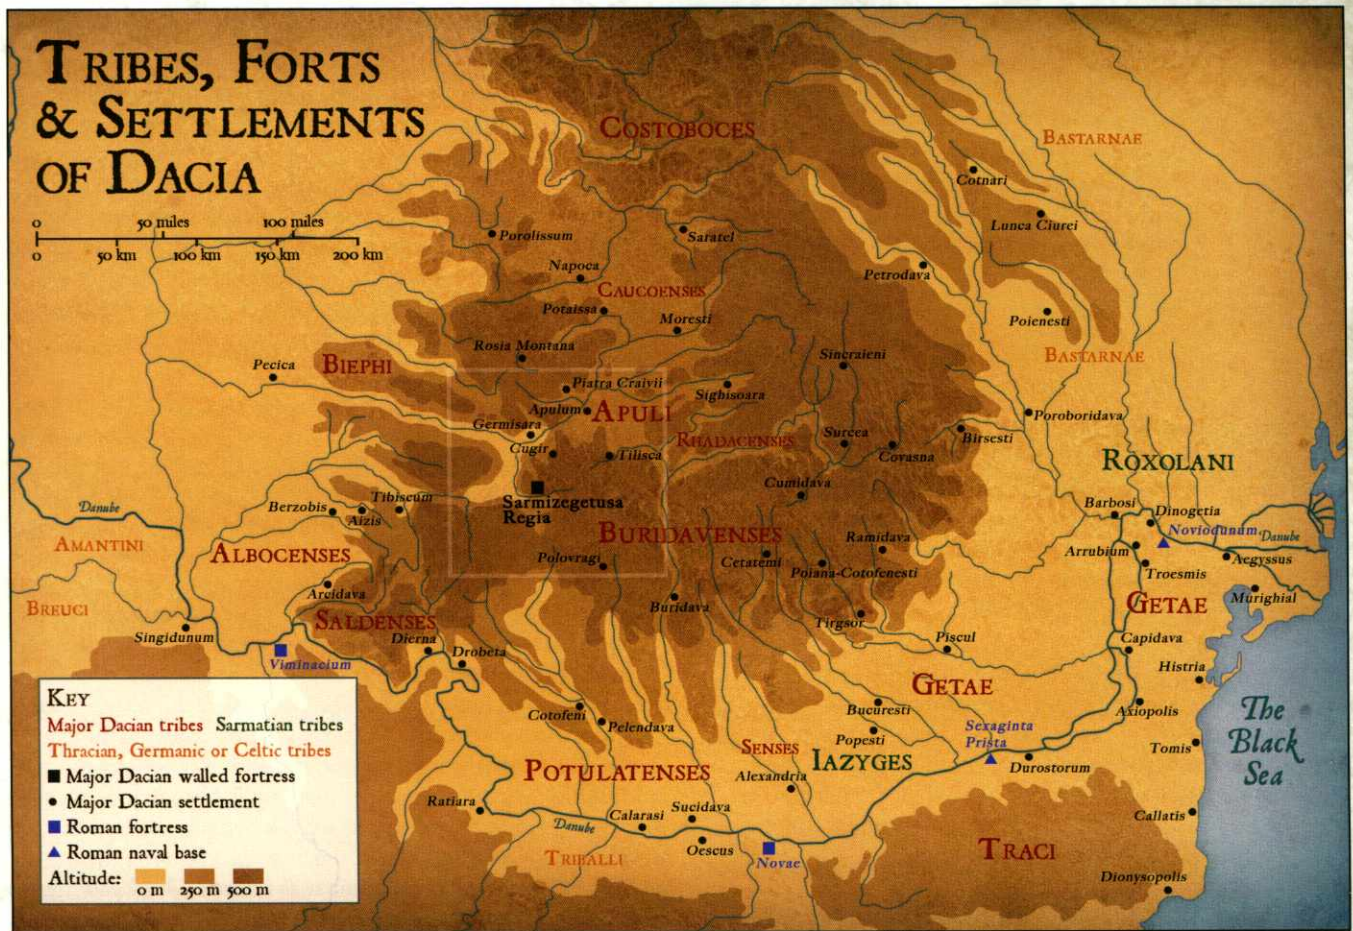 TRIBES, FORTS
& SETTLEMENTS
OF DACIA
0 50 miles 100 miles
0 50 km 100 km 150 km 200 km
COSTOBOCES
BASTARNAE
Cotnari
Lunca Ciurei
Porolissum
Saratel
Napoca
Petrodava
CAUCOENSES
Potaissa
Moresti
Poienesti
Rosia Montana
Sincraieni
BASTARNAE
Pecica
BIEPHI
Piatra Craivii
Sighisoara
Apulum
APULI
Poroboridava
Germisara
RHADACENSES
Surcea
Birsesti
Cugir
Tilisca
Covasna
ROXOLANI
Sarmizegetusa
Regia
Cumidava
Berzobis
Aizis
Tibiscum
Danube
Barbosi
Dinogetia
Noviodunum
Danube
AMANTINI
ALBOCENSES
BURIDAVENSES
Ramidava
Arrubium
Polovragi
Cetatemi
Poiana-Cotofenesti
Troesmis
Aegyssus
BREUCI
Arcidava
Buridava
GETAE
Murighial
SALDENSES
Tirgsor
Singidunum
Dierna
Drobeta
Piscul
Capidava
Viminacium
Histria
GETAE
KEY
Major Dacian tribes Sarmatian tribes
Thracian, Germanic or Celtic tribes
Major Dacian walled fortress
Major Dacian settlement
Roman fortress
Roman naval base
Altitude:
0 m 250 m 500 m
Cotofeni
Pelendava
Bucuresti
Axiopolis
Popesti
Sexaginta
Prista
The
Black
Sea
SENSES
IAZYGES
Tomis
POTULATENSES
Alexandria
Durostorum
Ratiara
Sucidava
Calarasi
Callatis
Danube
Oescus
TRIBALLI
Novae
TRACI
Dionysopolis